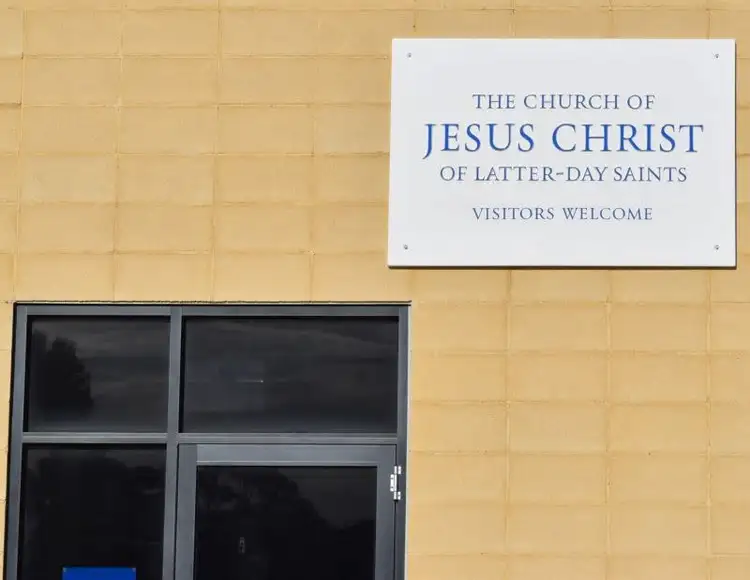 THE CHURCH OF
JESUS CHRIST
OF LATTER-DAY SAINTS
VISITORS WELCOME